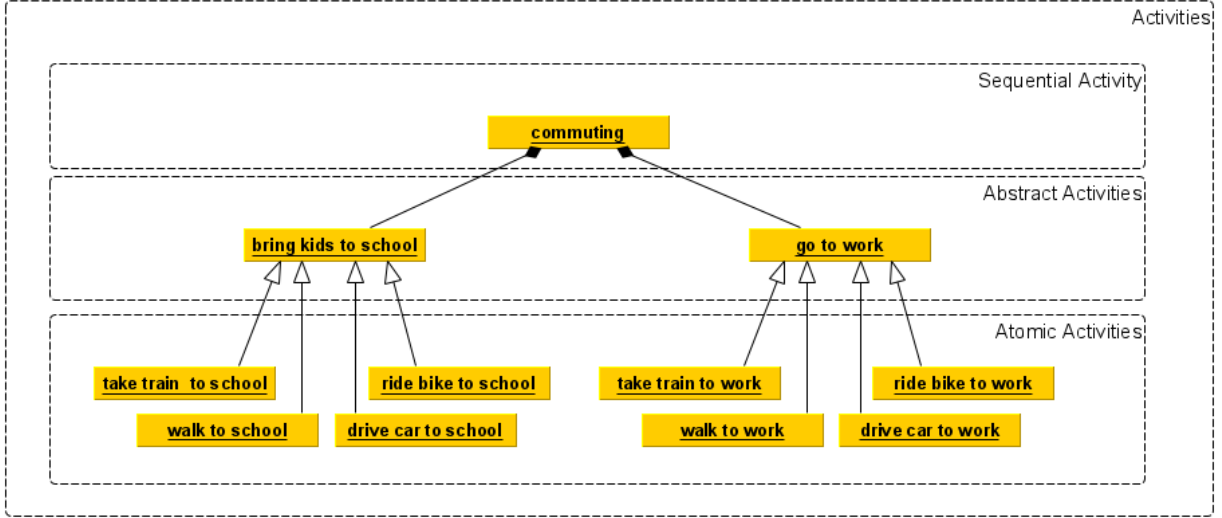 Activities
Sequential Activity
commuting
Abstract Activities
bring kids to school
go to work
Atomic Activities
take train  to school
ride bike to school
take train to work
ride bike to work
walk to school
drive car to school
walk to work
drive car to work